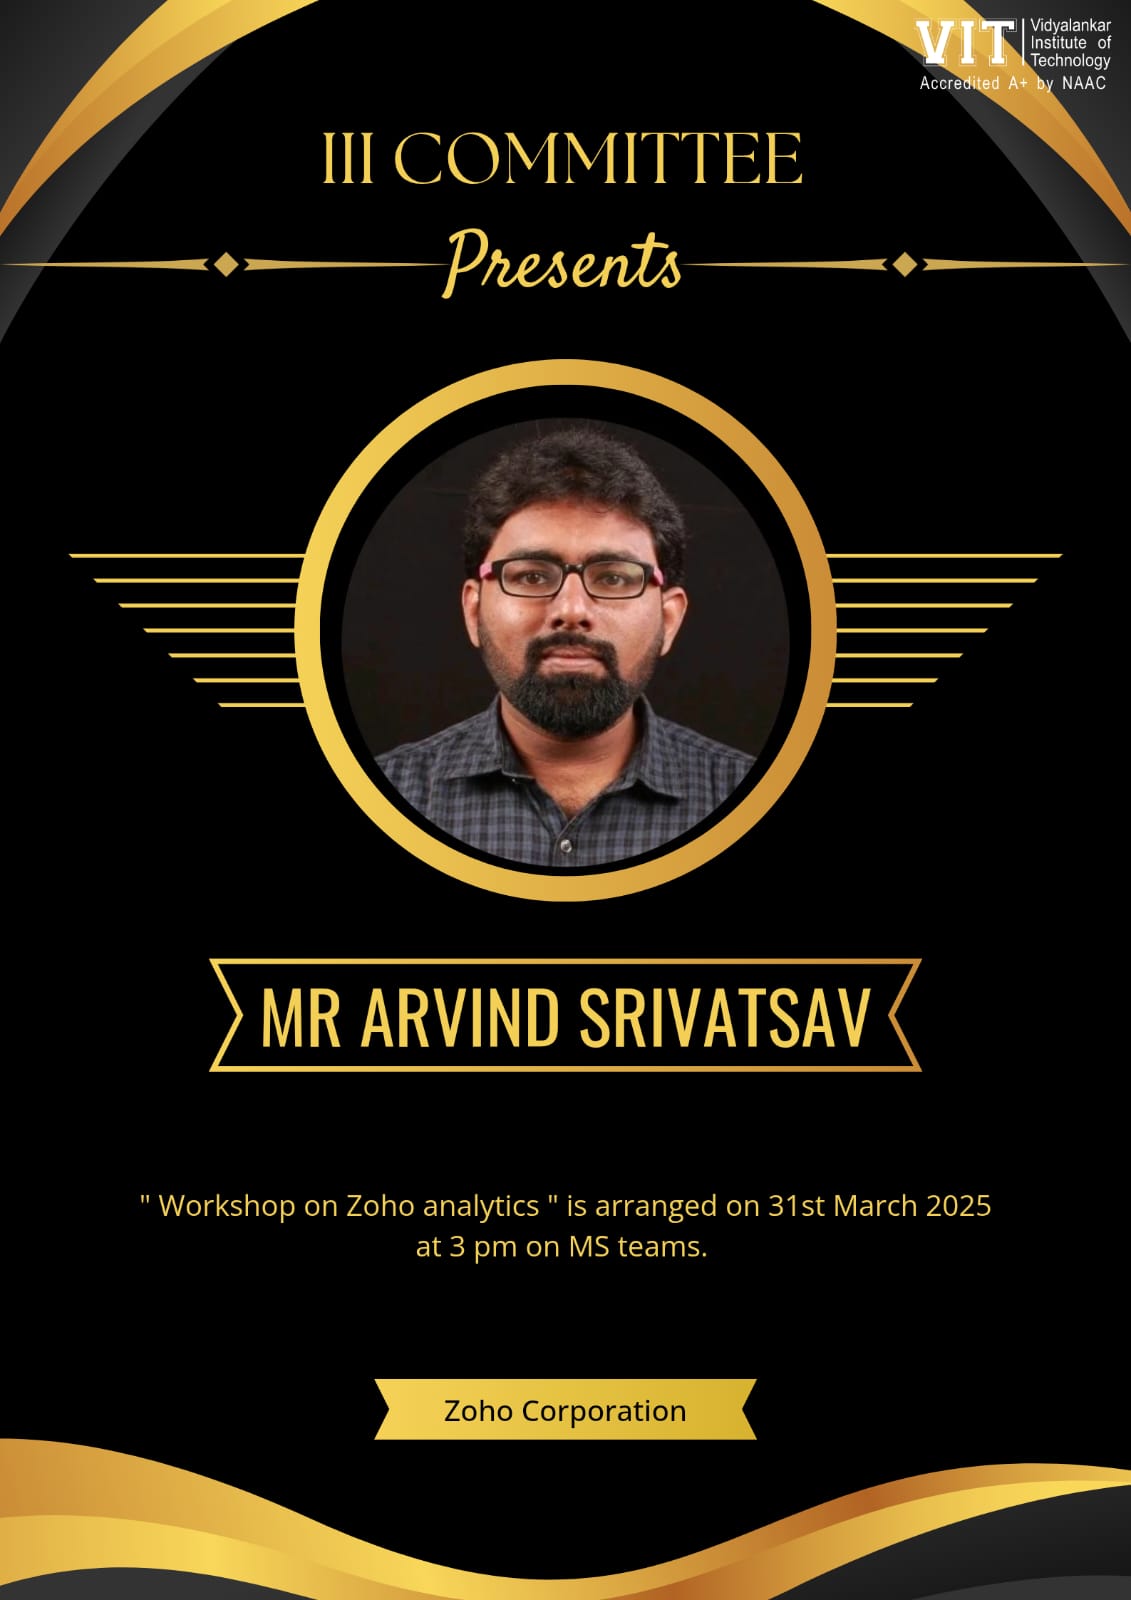 VIT
Vidyalankar
Institute of
Technology
Accredited A+ by NAAC
III COMMITTEE
Presents
MR ARVIND SRIVATSAV
" Workshop on Zoho analytics " is arranged on 31st March 2025
at 3 pm on MS teams.
Zoho Corporation